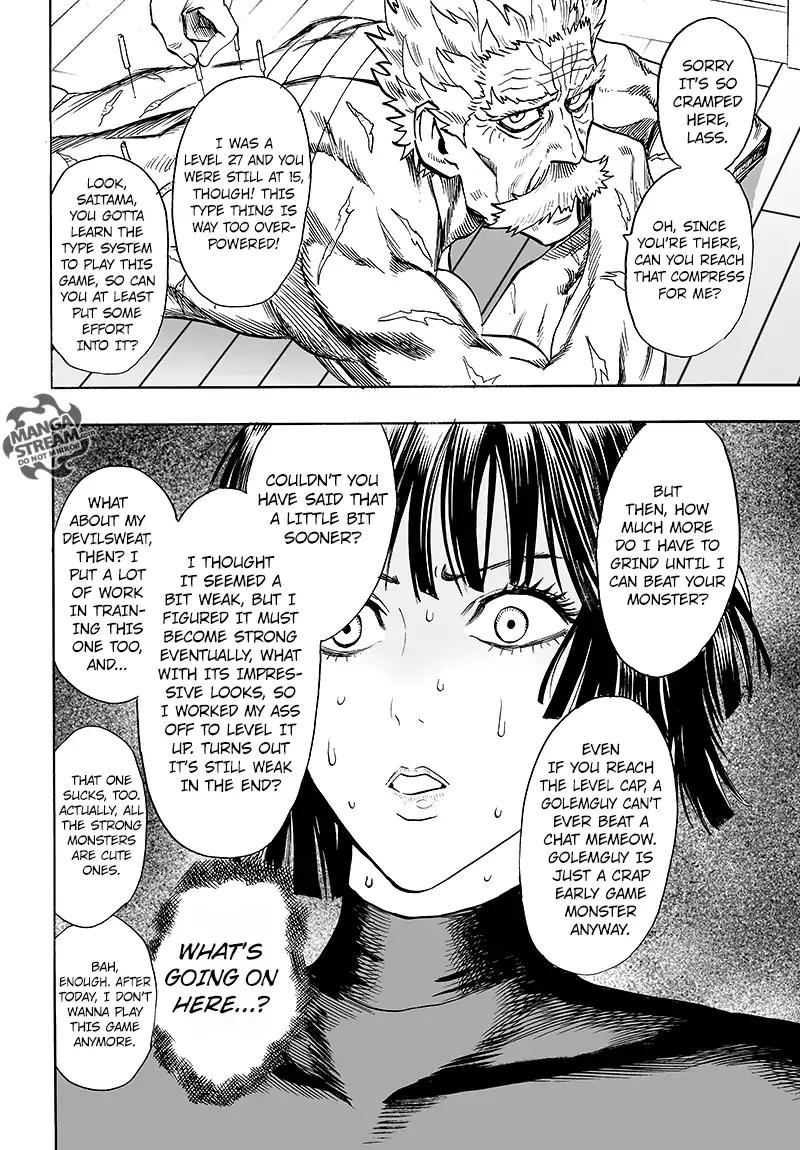 SORRY
IT'S SO
CRAMPED
HERE,
LASS.
OH, SINCE
YOU'RE THERE,
CAN YOU REACH
THAT COMPRESS
FOR ME?
I WAS A
LEVEL 27 AND YOU
WERE STILL AT 15,
THOUGH! THIS
TYPE THING IS
WAY TOO OVER-
POWERED!
LOOK,
SAITAMA,
YOU GOTTA
LEARN THE
TYPE SYSTEM
TO PLAY THIS
GAME, SO CAN
YOU AT LEAST
PUT SOME
EFFORT
INTO IT?
MANGA
STREAM
DO NOT MIRROR
BUT
THEN, HOW
MUCH MORE
DO I HAVE TO
GRIND UNTIL I
CAN BEAT YOUR
MONSTER?
EVEN
IF YOU REACH
THE LEVEL CAP, A
GOLEMGUY CAN'T
EVER BEAT A
CHAT MEMEOW.
GOLEMGUY IS
JUST A CRAP
EARLY GAME
MONSTER
ANYWAY.
COULDN'T YOU
HAVE SAID THAT
A LITTLE BIT
SOONER?
I THOUGHT
IT SEEMED A
BIT WEAK, BUT I
FIGURED IT MUST
BECOME STRONG
EVENTUALLY, WHAT
WITH ITS IMPRES-
SIVE LOOKS, SO
I WORKED MY ASS
OFF TO LEVEL IT
UP. TURNS OUT
IT'S STILL WEAK
IN THE END?
WHAT
ABOUT MY
DEVILSWEAT,
THEN? I
PUT A LOT
OF WORK
IN TRAIN-
ING THIS
ONE TOO,
AND...
THAT ONE
SUCKS, TOO.
ACTUALLY, ALL
THE STRONG
MONSTERS
ARE CUTE
ONES.
BAH,
ENOUGH. AFTER
TODAY, I DON'T
WANNA PLAY
THIS GAME
ANYMORE.
WHAT'S
GOING ON
HERE...?